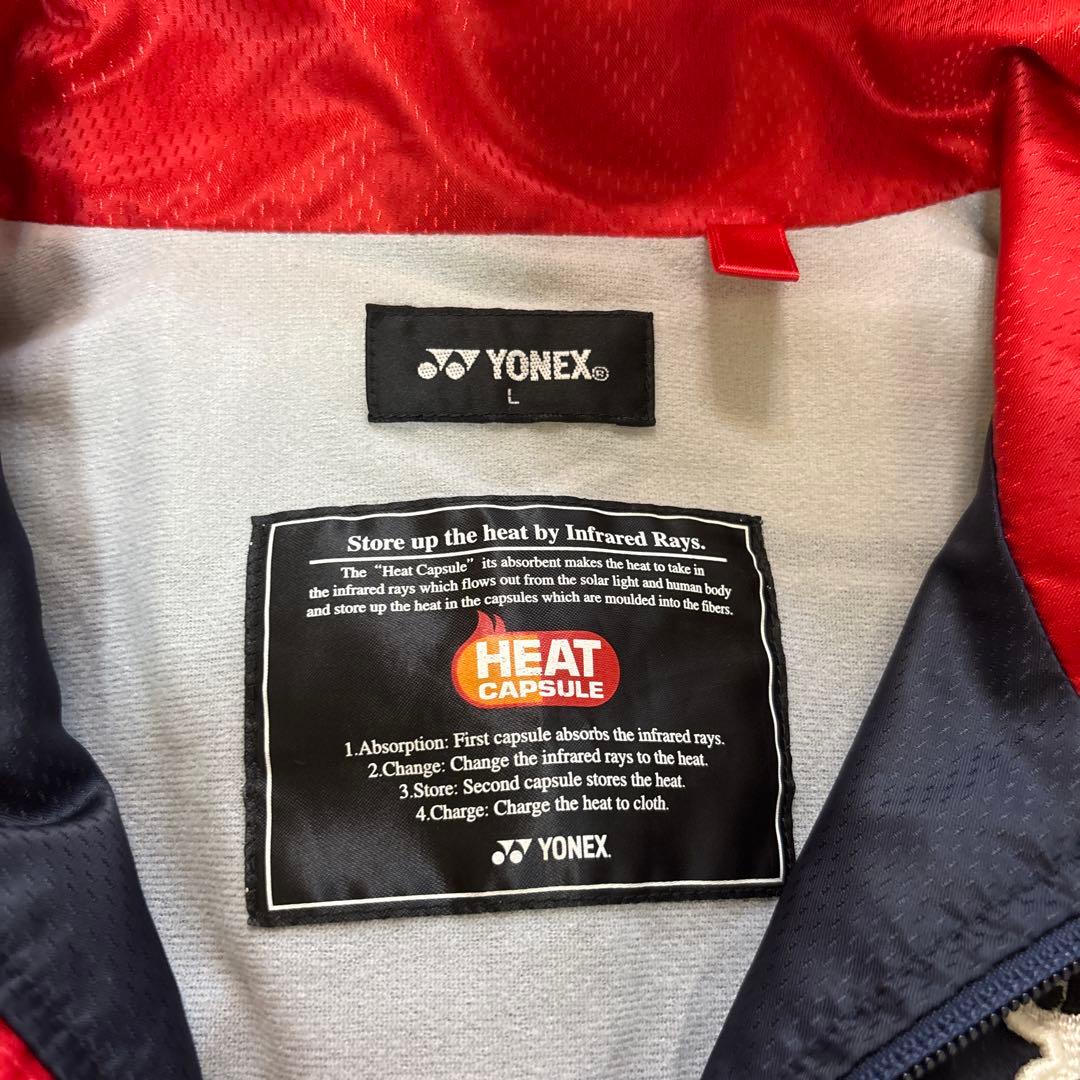 YONEX®
L
Store up the heat by Infrared Rays.
The “Heat Capsule” its absorbent makes the heat to take in
the infrared rays which flows out from the solar light and human body
and store up the heat in the capsules which are moulded into the fibers.
HEAT
CAPSULE
1.Absorption: First capsule absorbs the infrared rays.
2.Change: Change the infrared rays to the heat.
3.Store: Second capsule stores the heat.
4.Charge: Charge the heat to cloth.
YONEX.